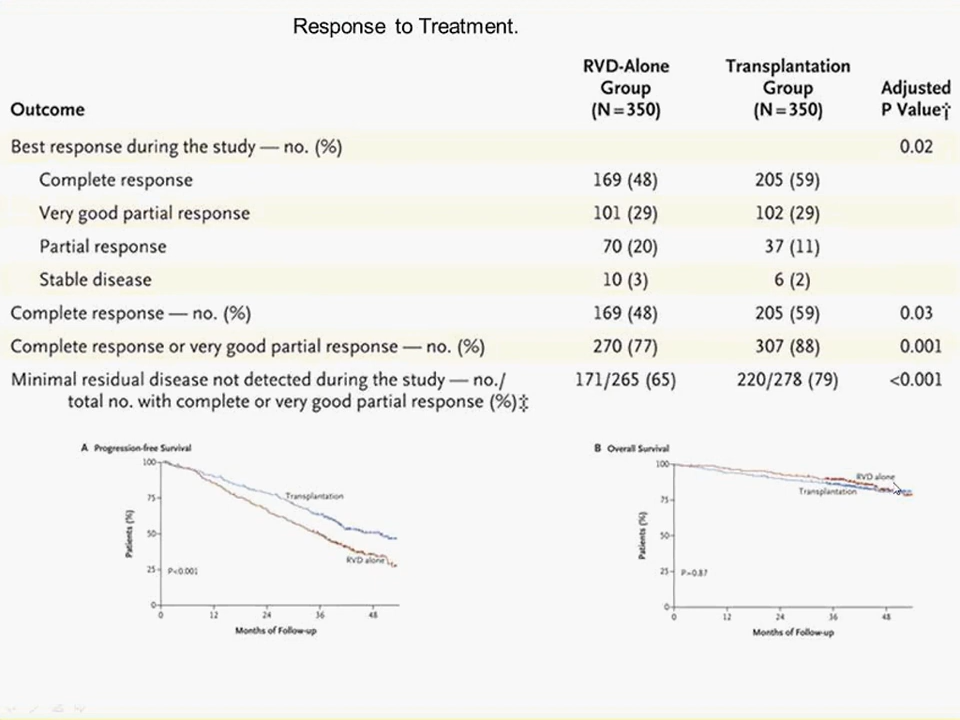 Response to Treatment.
RVD-Alone Group (N=350) Transplantation Group (N=350) Adjusted P Value†
Outcome
Best response during the study — no. (%) 0.02
Complete response 169 (48) 205 (59)
Very good partial response 101 (29) 102 (29)
Partial response 70 (20) 37 (11)
Stable disease 10 (3) 6 (2)
Complete response — no. (%) 169 (48) 205 (59) 0.03
Complete response or very good partial response — no. (%) 270 (77) 307 (88) 0.001
Minimal residual disease not detected during the study — no./ 171/265 (65) 220/278 (79) <0.001
total no. with complete or very good partial response (%)‡
A Progression-free Survival
100
75
50
25
0
Patients (%)
Transplantation
RVD alone
P<0.001
0 12 24 36 48
Months of Follow-up
B Overall Survival
100
75
50
25
0
Patients (%)
RVD alone
Transplantation
P=0.87
0 12 24 36 48
Months of Follow-up